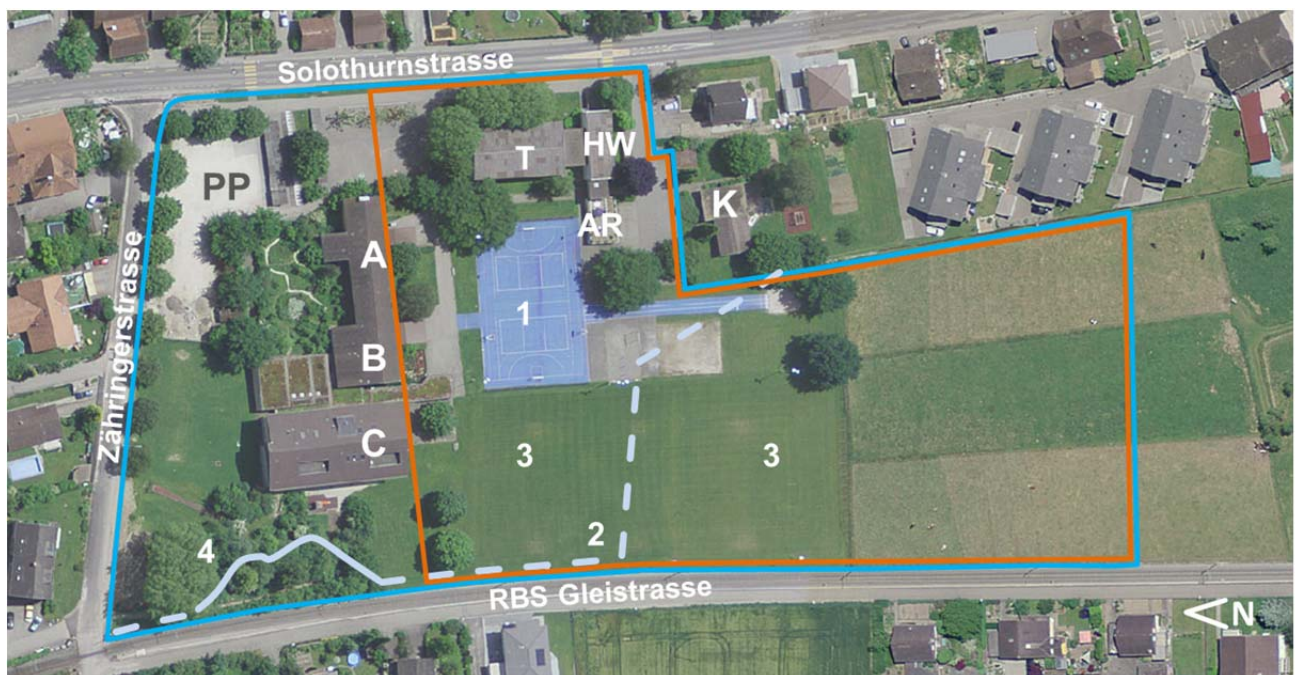 Solothurnstrasse
PP
T
HW
K
AR
A
1
B
Zähringerstrasse
C
3
3
2
4
RBS Gleistrasse
N